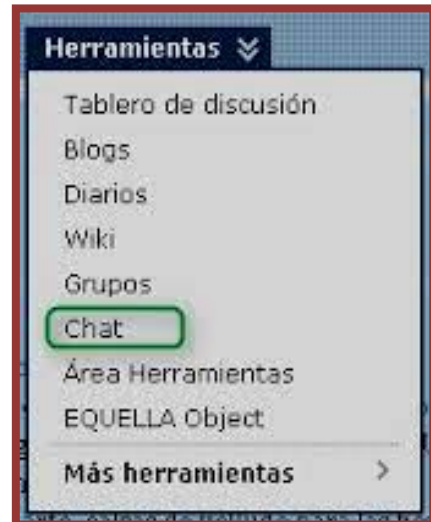 Herramientas
Tablero de discusión
Blogs
Diarios
Wiki
Grupos
Chat
Área Herramientas
EQUELLA Object
Más herramientas >